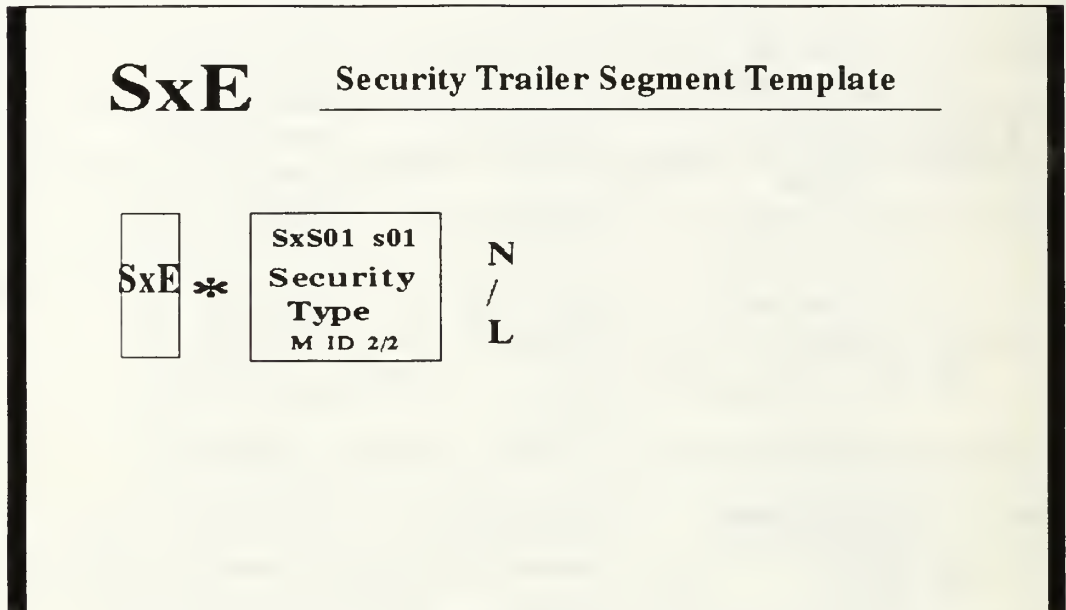 SxE Security Trailer Segment Template
SxE * SxS01 s01
Security
Type
M ID 2/2
N
/
L